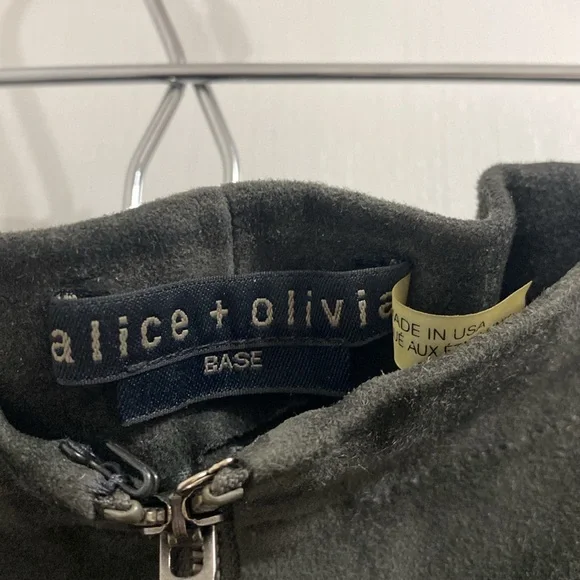 alice + olivia
BASE
ADE IN USA
AUX